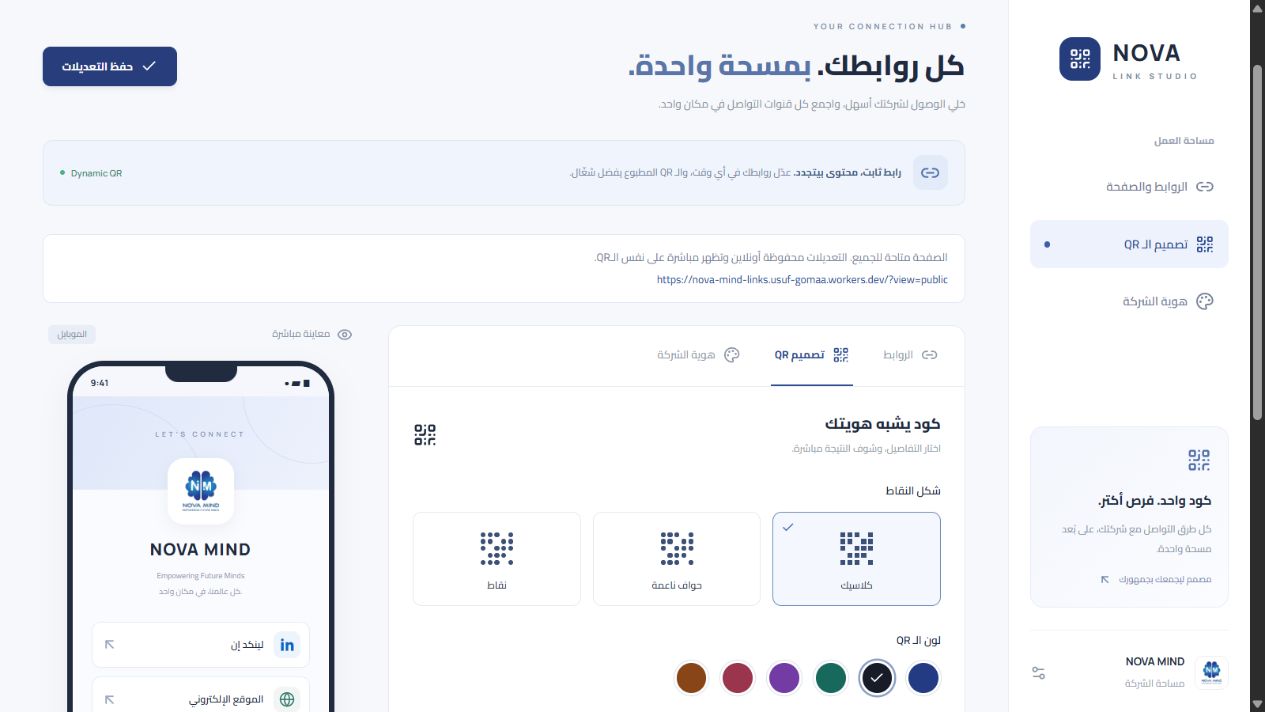 NOVA
LINK STUDIO
مساحة العمل
الروابط والصفحة
تصميم الـ QR
هوية الشركة
كود واحد. فرص أكثر.
كل طرق التواصل مع شركتك، على بُعد
مسحة واحدة.
مصمم ليجمعك بجمهورك
NOVA MIND
مساحة الشركة
YOUR CONNECTION HUB
كل روابطك. بمسحة واحدة.
خلي الوصول لشركتك أسهل، واجمع كل قنوات التواصل في مكان واحد.
حفظ التعديلات
رابط ثابت، محتوى بيتجدد. عدّل روابطك في أي وقت، والـ QR المطبوع يفضل شغّال.
Dynamic QR
الصفحة متاحة للجميع. التعديلات محفوظة أونلاين وتظهر مباشرة على نفس الـQR.
https://nova-mind-links.usuf-gomaa.workers.dev/?view=public
الروابط
تصميم QR
هوية الشركة
كود يشبه هويتك
اختار التفاصيل، وشوف النتيجة مباشرة.
شكل النقاط
كلاسيك
حواف ناعمة
نقاط
لون الـ QR
معاينة مباشرة
الموبايل
9:41
LET'S CONNECT
NM
NOVA MIND
NOVA MIND
Empowering Future Minds
كل عالمنا، في مكان واحد.
لينكد إن
in
الموقع الإلكتروني